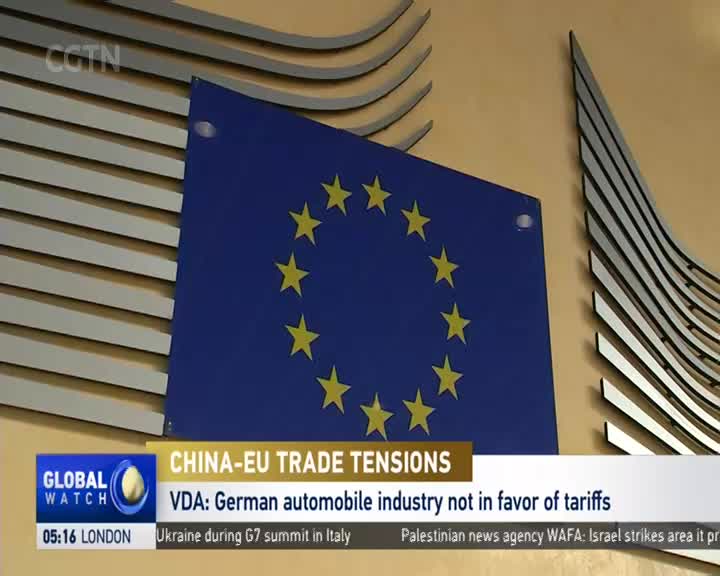 CGTN
CHINA-EU TRADE TENSIONS
GLOBAL
WATCH
VDA: German automobile industry not in favor of tariffs
05:16 LONDON
Ukraine during G7 summit in Italy
Palestinian news agency WAFA: Israel strikes area it pr